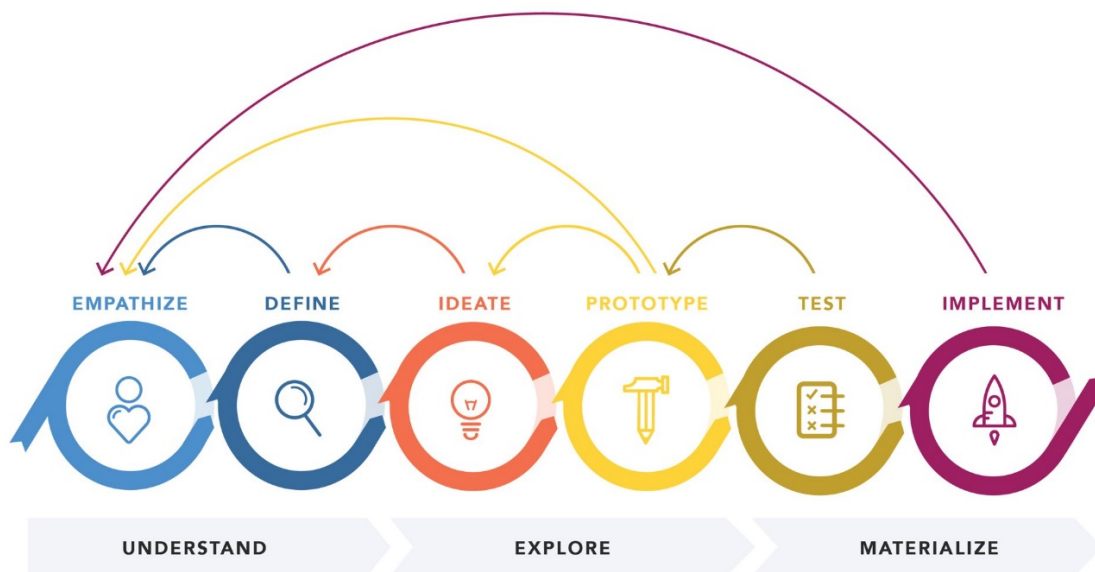 EMPATHIZE
DEFINE
IDEATE
PROTOTYPE
TEST
IMPLEMENT
UNDERSTAND
EXPLORE
MATERIALIZE